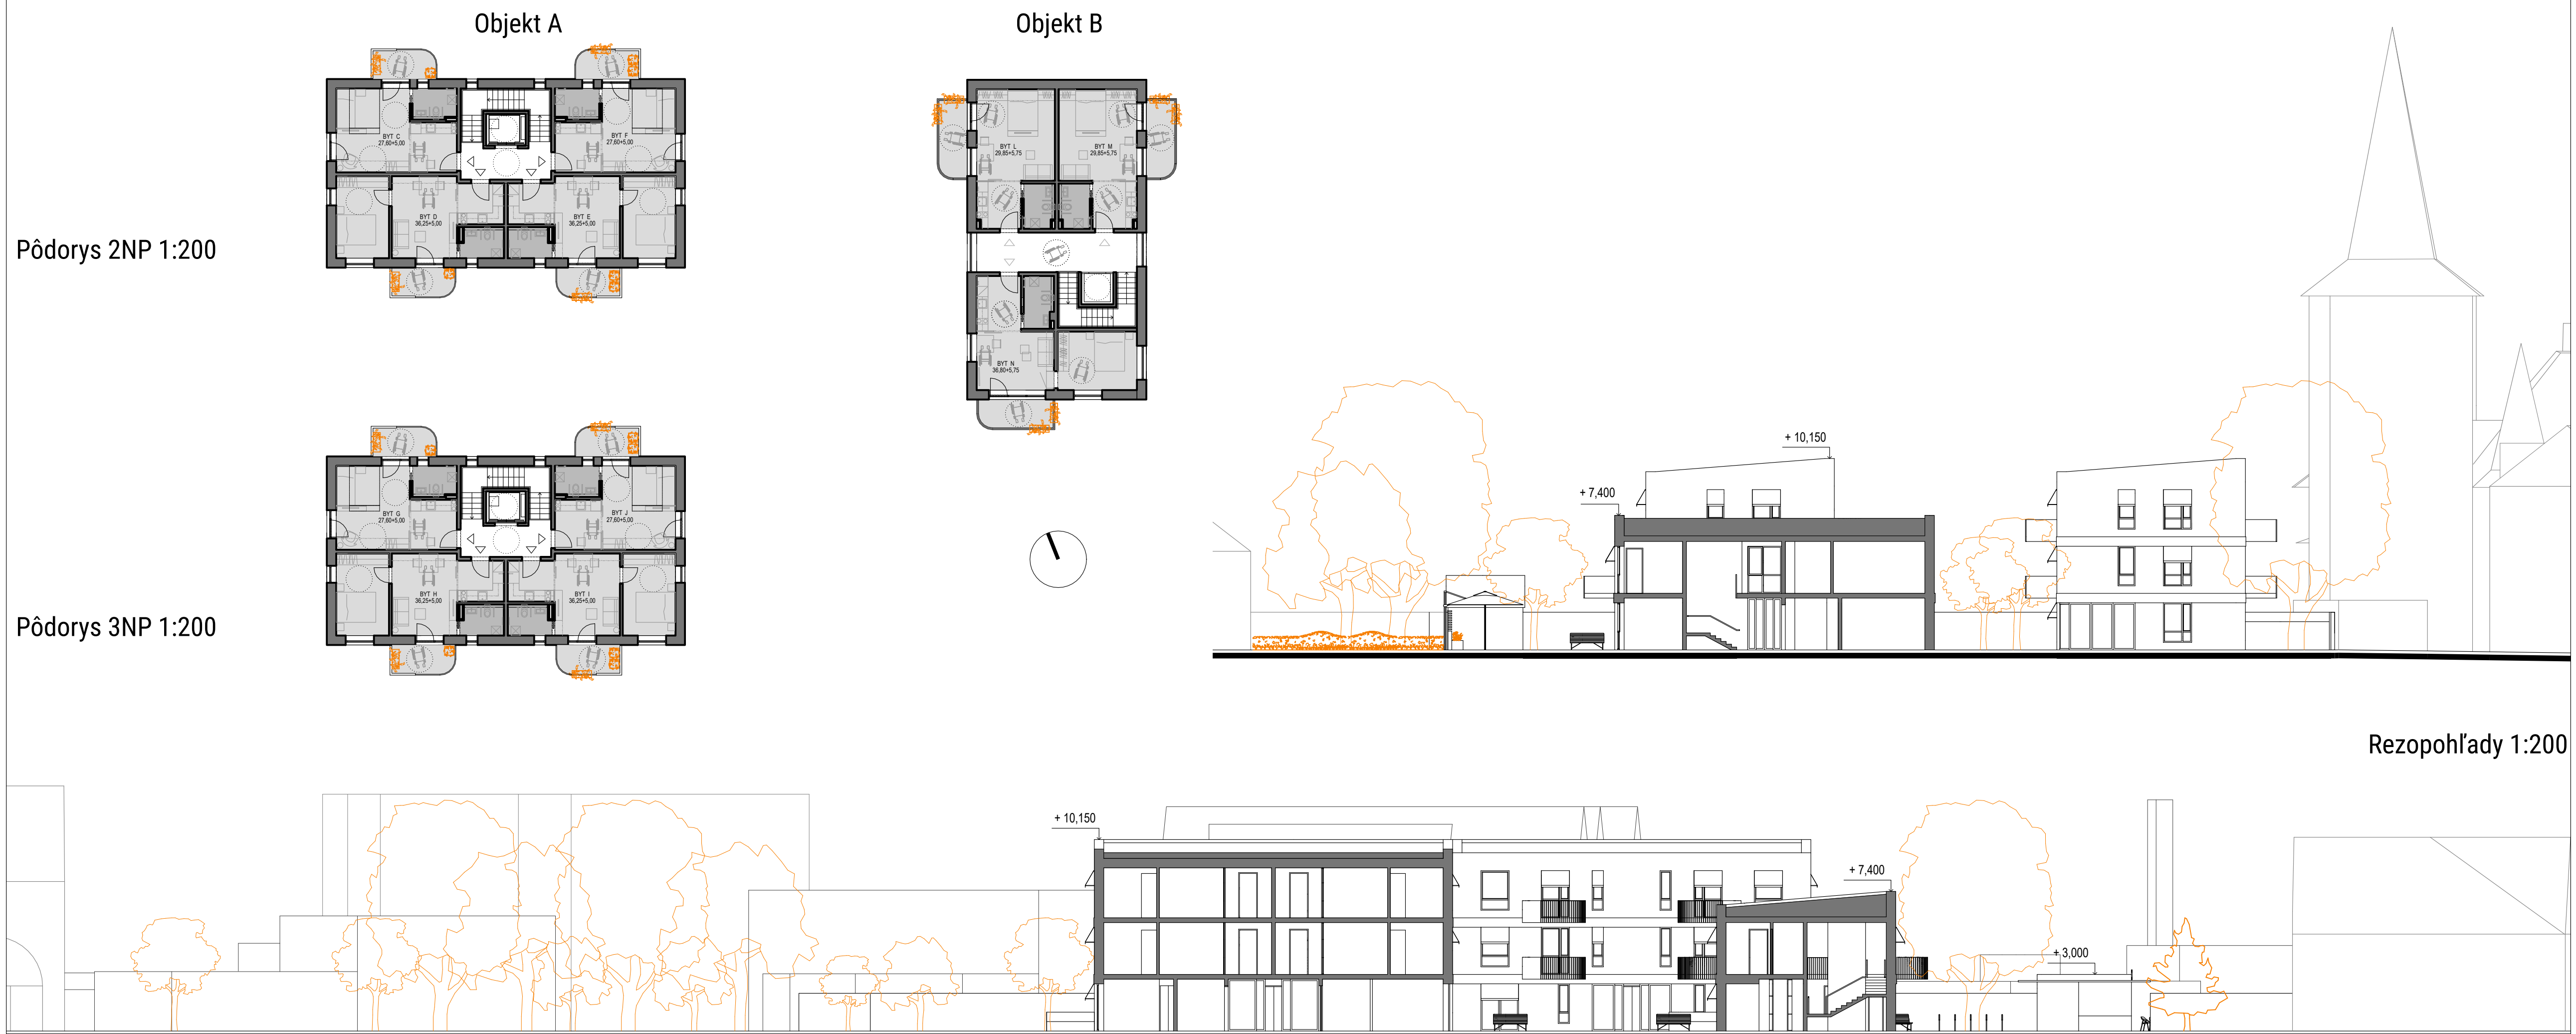 Objekt A
Objekt B
BYT C
27,60+5,00
BYT F
27,60+5,00
BYT D
36,25+5,00
BYT E
36,25+5,00
BYT L
29,85+5,75
BYT M
29,85+5,75
BYT N
36,80+5,75
Pôdorys 2NP 1:200
BYT G
27,60+5,00
BYT J
27,60+5,00
BYT H
36,25+5,00
BYT I
36,25+5,00
Pôdorys 3NP 1:200
+ 10,150
+ 7,400
Rezopohľady 1:200
+ 10,150
+ 7,400
+ 3,000